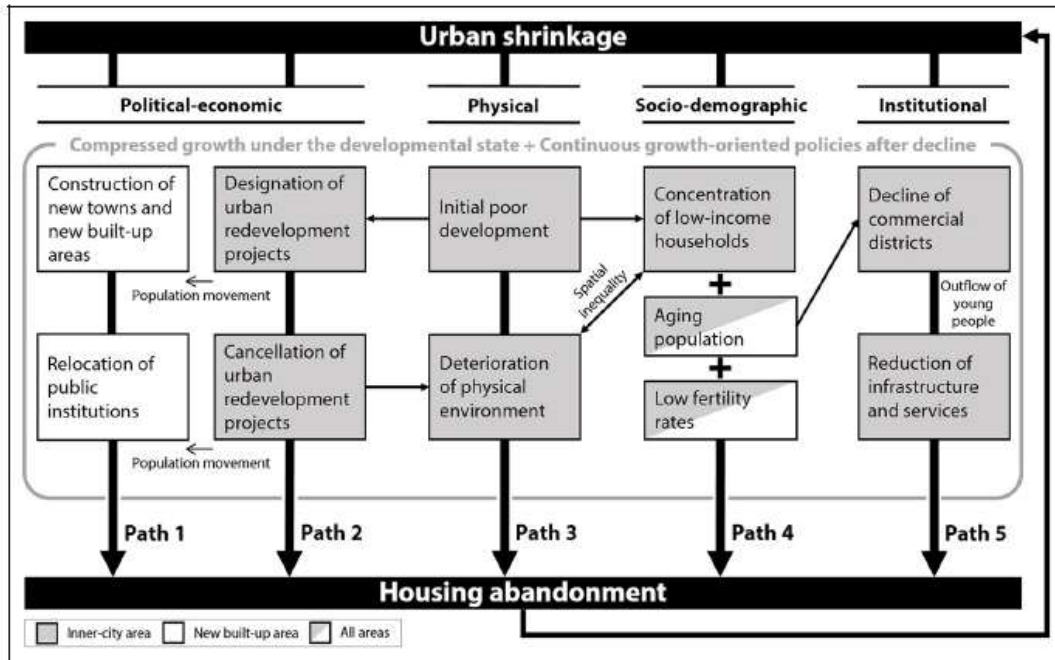 Urban shrinkage
Political-economic
Physical
Socio-demographic
Institutional
Compressed growth under the developmental state + Continuous growth-oriented policies after decline
Construction of
new towns and
new built-up
areas
Designation of
urban
redevelopment
projects
Initial poor
development
Concentration
of low-income
households
Decline of
commercial
districts
Population movement
Spatial
Inequality
Outflow of
young
people
Aging
population
Relocation of
public
institutions
Cancellation of
urban
redevelopment
projects
Deterioration
of physical
environment
Low fertility
rates
Reduction of
infrastructure
and services
Population movement
Path 1
Path 2
Path 3
Path 4
Path 5
Housing abandonment
Inner-city area
New built-up area
All areas